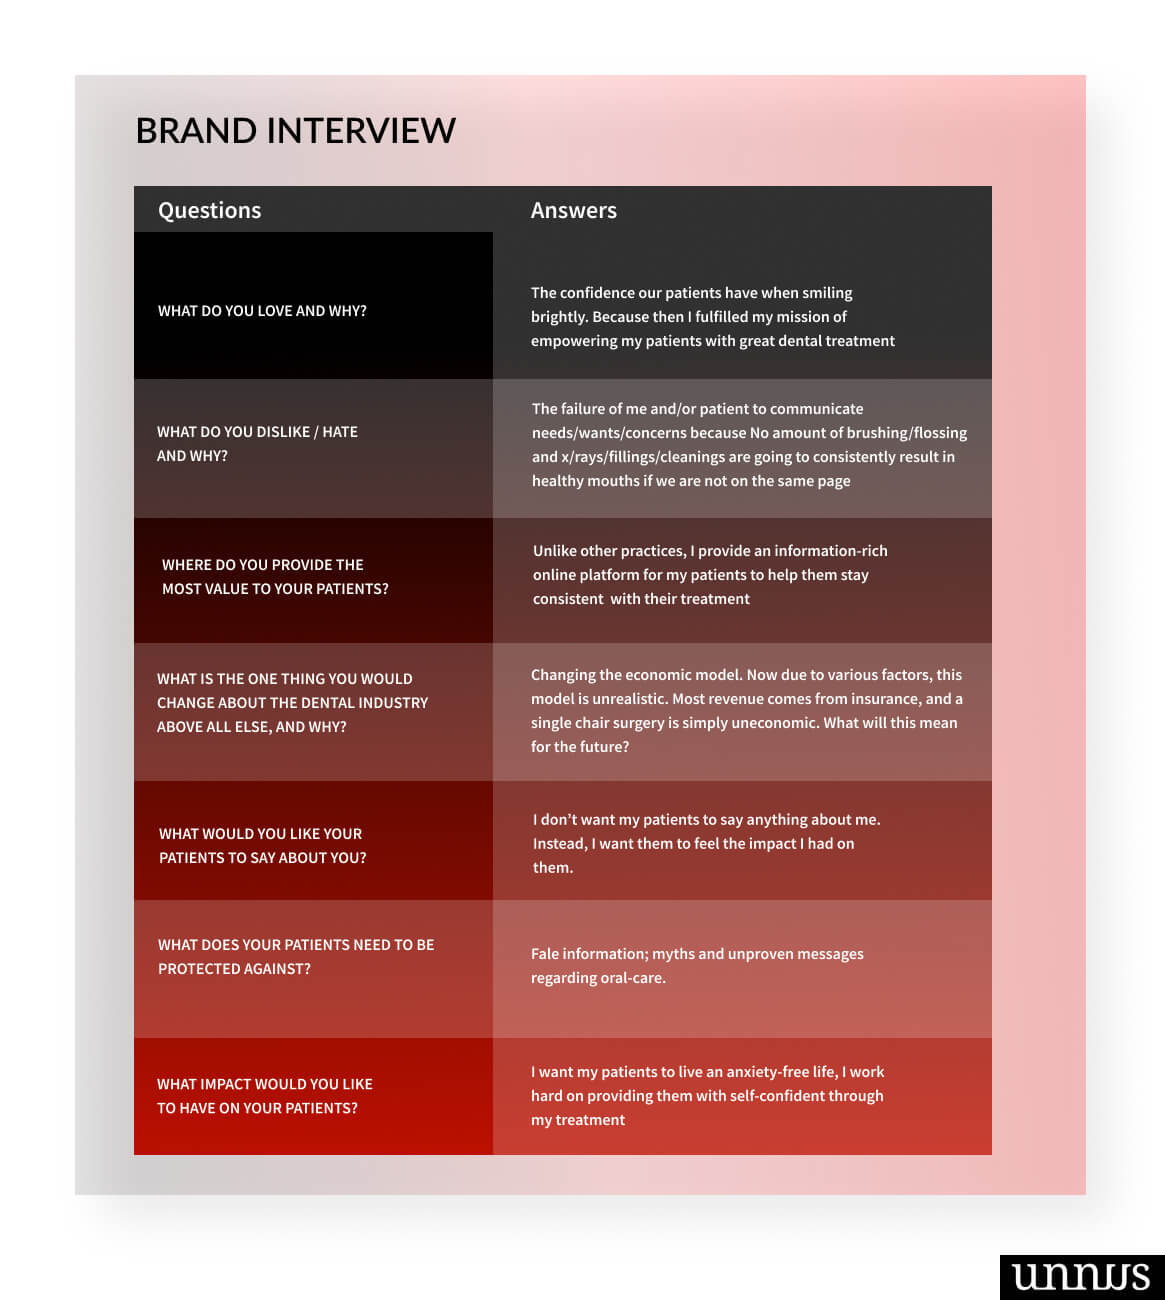 BRAND INTERVIEW
Questions
Answers
WHAT DO YOU LOVE AND WHY?
The confidence our patients have when smiling
brightly. Because then I fulfilled my mission of
empowering my patients with great dental treatment
WHAT DO YOU DISLIKE / HATE
AND WHY?
The failure of me and/or patient to communicate
needs/wants/concerns because No amount of brushing/flossing
and x/rays/fillings/cleanings are going to consistently result in
healthy mouths if we are not on the same page
WHERE DO YOU PROVIDE THE
MOST VALUE TO YOUR PATIENTS?
Unlike other practices, I provide an information-rich
online platform for my patients to help them stay
consistent  with their treatment
WHAT IS THE ONE THING YOU WOULD
CHANGE ABOUT THE DENTAL INDUSTRY
ABOVE ALL ELSE, AND WHY?
Changing the economic model. Now due to various factors, this
model is unrealistic. Most revenue comes from insurance, and a
single chair surgery is simply uneconomic. What will this mean
for the future?
WHAT WOULD YOU LIKE YOUR
PATIENTS TO SAY ABOUT YOU?
I don’t want my patients to say anything about me.
Instead, I want them to feel the impact I had on
them.
WHAT DOES YOUR PATIENTS NEED TO BE
PROTECTED AGAINST?
Fale information; myths and unproven messages
regarding oral-care.
WHAT IMPACT WOULD YOU LIKE
TO HAVE ON YOUR PATIENTS?
I want my patients to live an anxiety-free life, I work
hard on providing them with self-confident through
my treatment
unnus